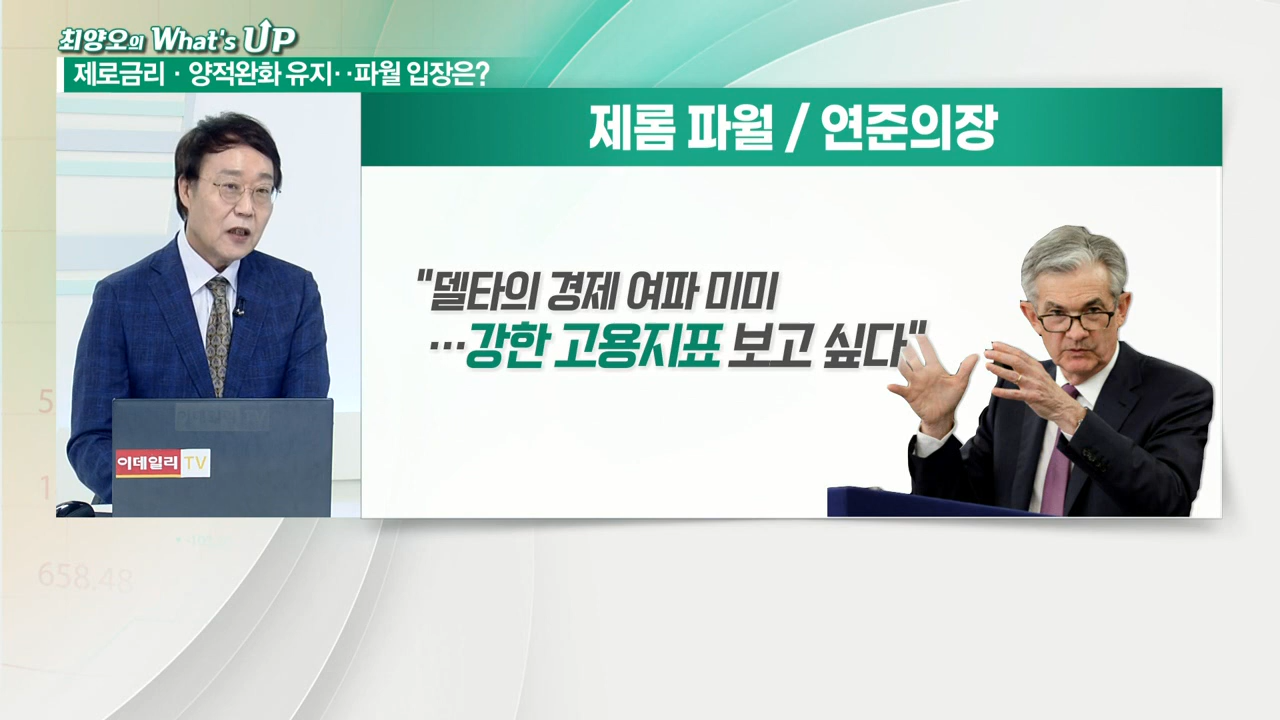 최양오의 What's UP
제로금리 · 양적완화 유지‥파월 입장은?
제롬 파월 / 연준의장
"델타의 경제 여파 미미
…강한 고용지표 보고 싶다"
이데일리 TV
658.48